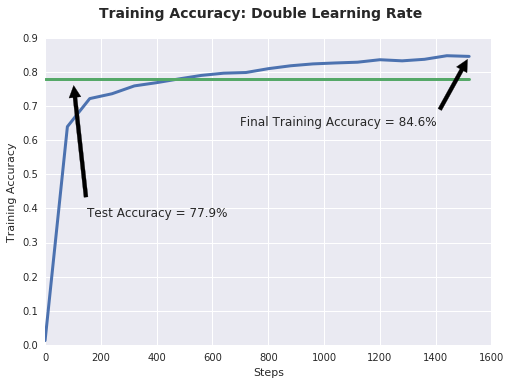 Training Accuracy: Double Learning Rate
0.9
0.8
0.7
0.6
0.5
0.4
0.3
0.2
0.1
0.0
Training Accuracy
Final Training Accuracy = 84.6%
Test Accuracy = 77.9%
0 200 400 600 800 1000 1200 1400 1600
Steps